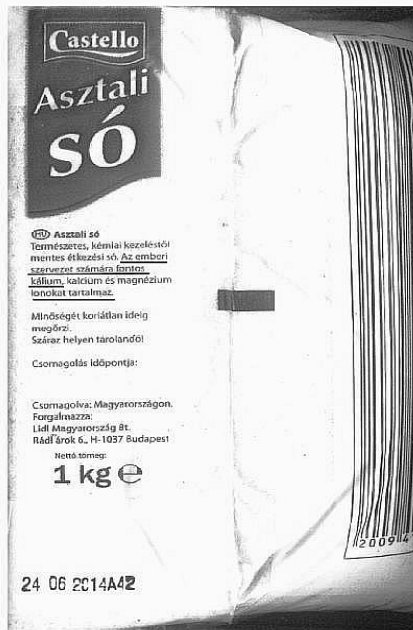 Castello
Asztali
só
HU Asztali só
Természetes, kémiai kezeléstől
mentes étkezési só. Az emberi
szervezet számára fontos
kálium, kalcium és magnézium
ionokat tartalmaz.
Minőségét korlátlan ideig
megőrzi.
Száraz helyen tárolandó!
Csomagolás időpontja:
Csomagolva: Magyarországon.
Forgalmazza:
Lidl Magyarország Bt.
Rádl árok 6., H-1037 Budapest
Nettó tömeg:
1 kg e
24 06 2014A42
2009